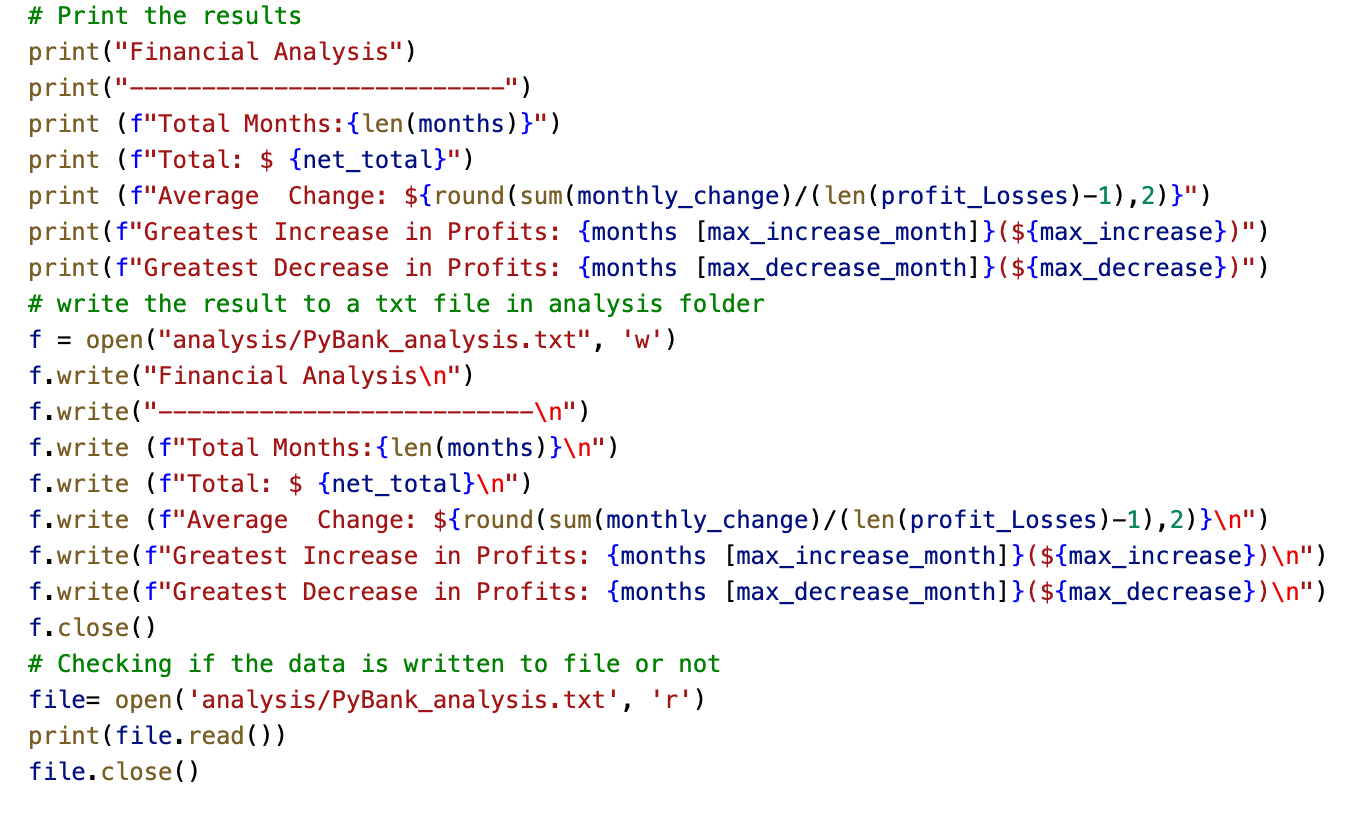 # Print the results
print("Financial Analysis")
print("--------------------------")
print (f"Total Months:{len(months)}")
print (f"Total: $ {net_total}")
print (f"Average  Change: ${round(sum(monthly_change)/(len(profit_Losses)-1),2)}")
print(f"Greatest Increase in Profits: {months [max_increase_month]}(${max_increase})")
print(f"Greatest Decrease in Profits: {months [max_decrease_month]}(${max_decrease})")
# write the result to a txt file in analysis folder
f = open("analysis/PyBank_analysis.txt", 'w')
f.write("Financial Analysis\n")
f.write("--------------------------\n")
f.write (f"Total Months:{len(months)}\n")
f.write (f"Total: $ {net_total}\n")
f.write (f"Average  Change: ${round(sum(monthly_change)/(len(profit_Losses)-1),2)}\n")
f.write(f"Greatest Increase in Profits: {months [max_increase_month]}(${max_increase})\n")
f.write(f"Greatest Decrease in Profits: {months [max_decrease_month]}(${max_decrease})\n")
f.close()
# Checking if the data is written to file or not
file= open('analysis/PyBank_analysis.txt', 'r')
print(file.read())
file.close()